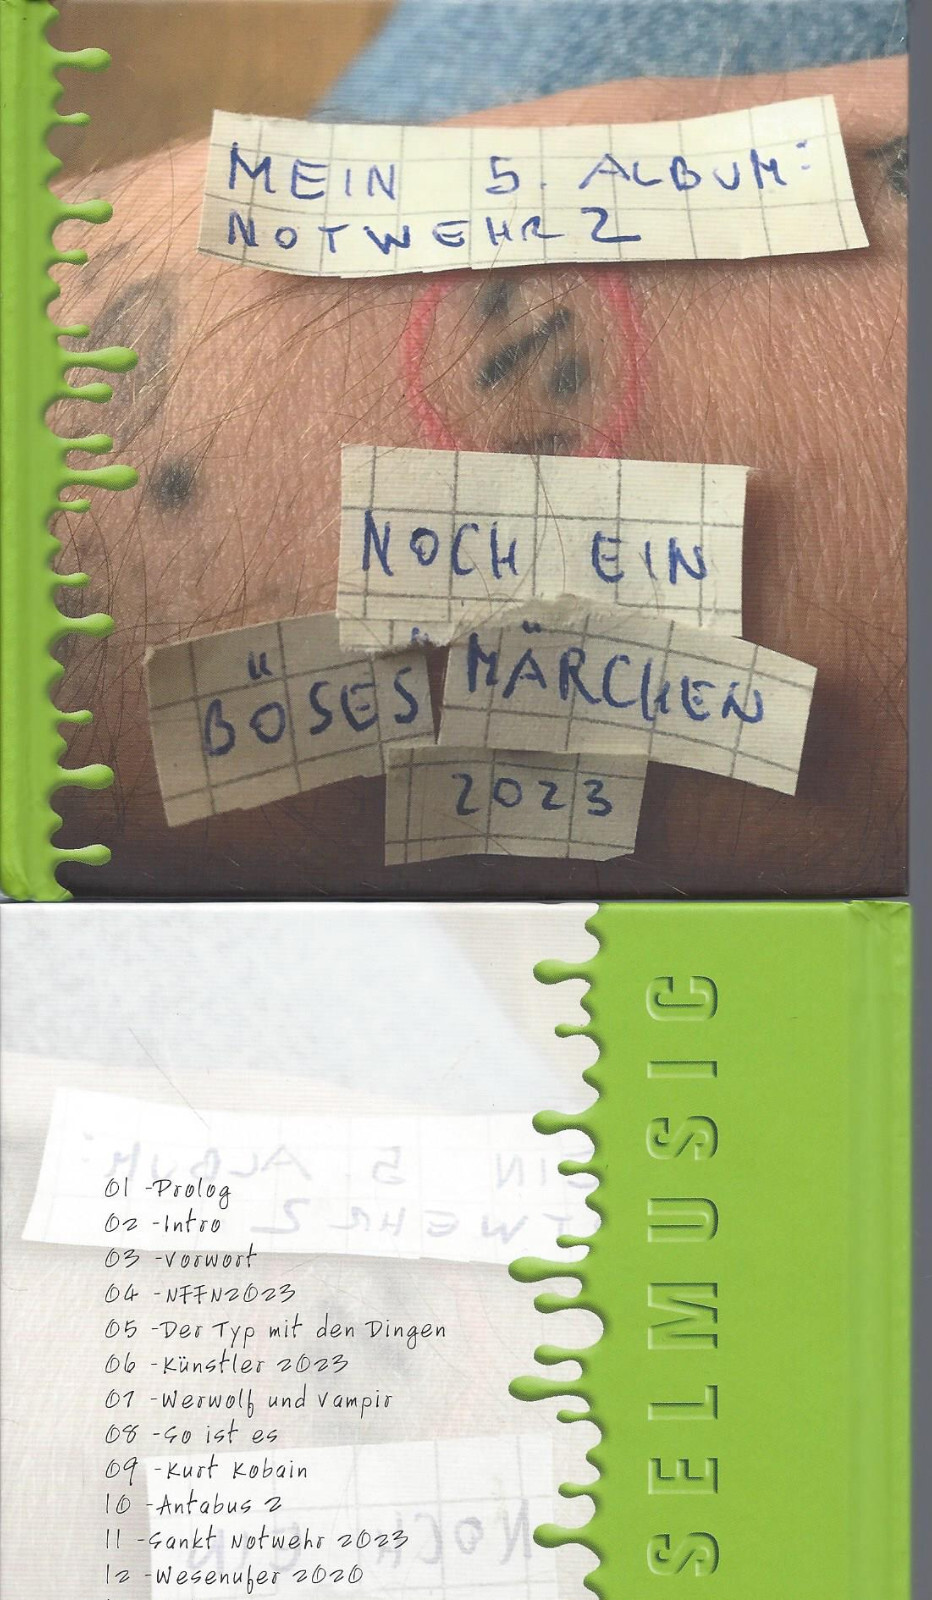 MEIN 5. ALBUM:
NOTWEHR 2
NOCH EIN
BÖSES MÄRCHEN
2023
01 -Prolog
02 -Intro
03 -Vorwort
04 -NFFN2023
05 -Der Typ mit den Dingen
06 -Künstler 2023
07 -Werwolf und Vampir
08 -So ist es
09 -Kurt Kobain
10 -Antabus 2
11 -Sankt Notwehr 2023
12 -Wesenufer 2020
SELMUSIC